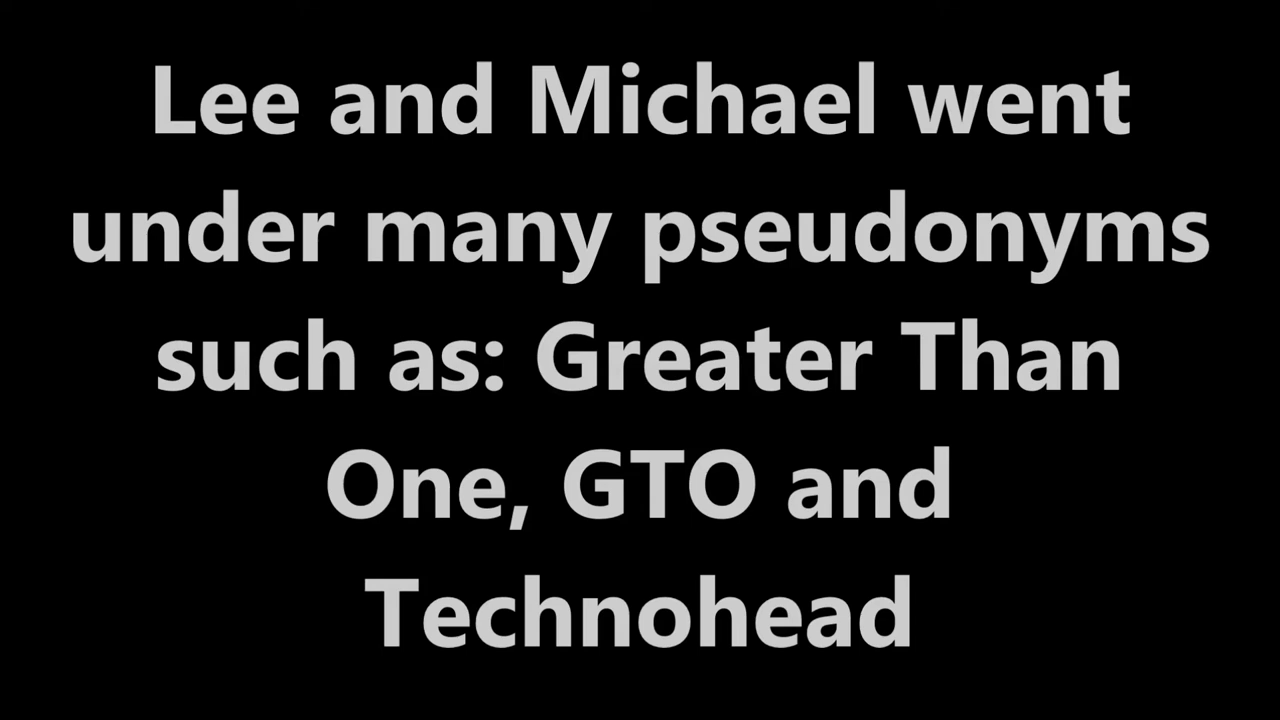 Lee and Michael went
under many pseudonyms
such as: Greater Than
One, GTO and
Technohead